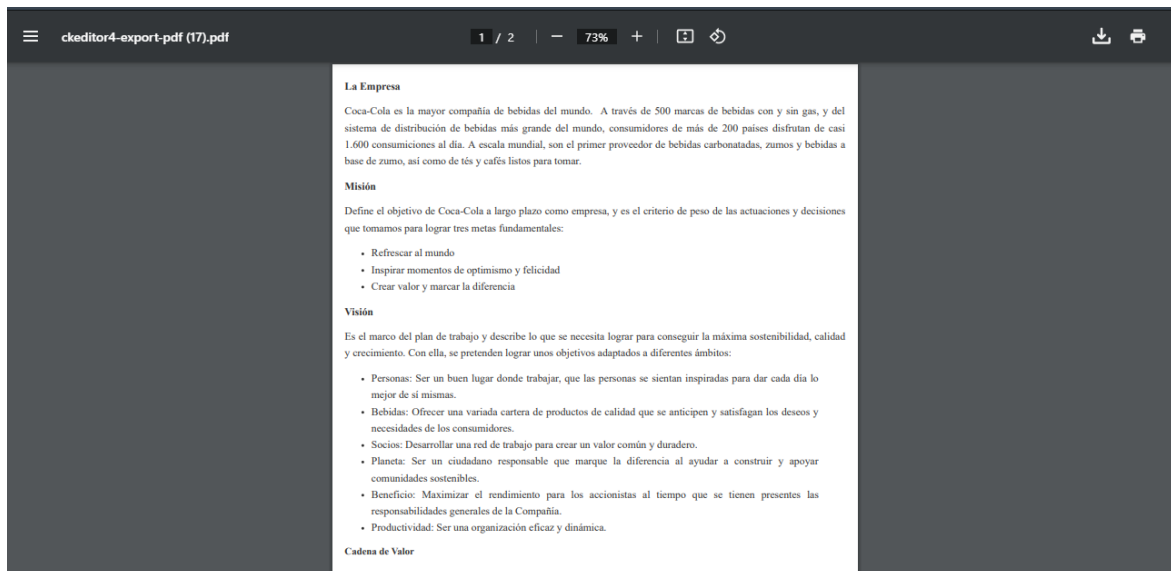 ckeditor4-export-pdf (17).pdf
1 / 2
73%
La Empresa
Coca-Cola es la mayor compañía de bebidas del mundo. A través de 500 marcas de bebidas con y sin gas, y del
sistema de distribución de bebidas más grande del mundo, consumidores de más de 200 países disfrutan de casi
1.600 consumiciones al día. A escala mundial, son el primer proveedor de bebidas carbonatadas, zumos y bebidas a
base de zumo, así como de tés y cafés listos para tomar.
Misión
Define el objetivo de Coca-Cola a largo plazo como empresa, y es el criterio de peso de las actuaciones y decisiones
que tomamos para lograr tres metas fundamentales:
• Refrescar al mundo
• Inspirar momentos de optimismo y felicidad
• Crear valor y marcar la diferencia
Visión
Es el marco del plan de trabajo y describe lo que se necesita lograr para conseguir la máxima sostenibilidad, calidad
y crecimiento. Con ella, se pretenden lograr unos objetivos adaptados a diferentes ámbitos:
• Personas: Ser un buen lugar donde trabajar, que las personas se sientan inspiradas para dar cada día lo
mejor de sí mismas.
• Bebidas: Ofrecer una variada cartera de productos de calidad que se anticipen y satisfagan los deseos y
necesidades de los consumidores.
• Socios: Desarrollar una red de trabajo para crear un valor común y duradero.
• Planeta: Ser un ciudadano responsable que marque la diferencia al ayudar a construir y apoyar
comunidades sostenibles.
• Beneficio: Maximizar el rendimiento para los accionistas al tiempo que se tienen presentes las
responsabilidades generales de la Compañía.
• Productividad: Ser una organización eficaz y dinámica.
Cadena de Valor